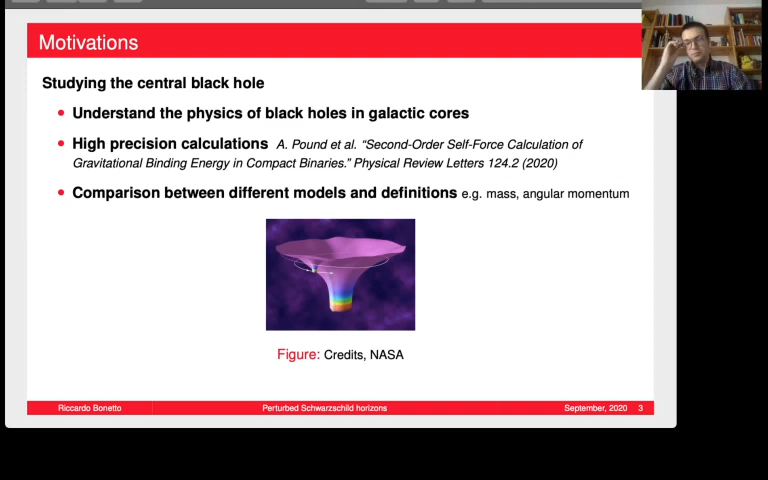 Motivations
Studying the central black hole
Understand the physics of black holes in galactic cores
High precision calculations A. Pound et al. “Second-Order Self-Force Calculation of
Gravitational Binding Energy in Compact Binaries.” Physical Review Letters 124.2 (2020)
Comparison between different models and definitions e.g. mass, angular momentum
Figure: Credits, NASA
Riccardo Bonetto Perturbed Schwarzschild horizons September, 2020 3